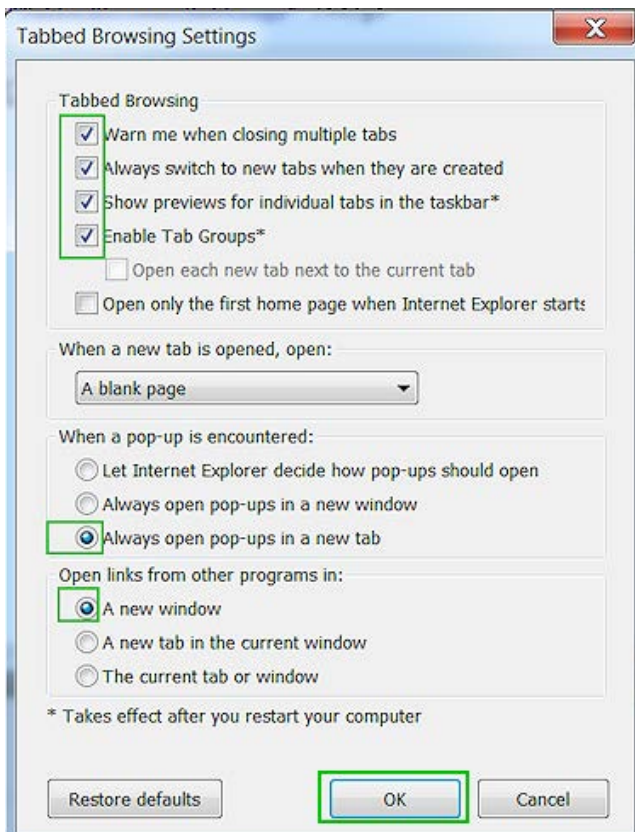 Tabbed Browsing Settings
Tabbed Browsing
Warn me when closing multiple tabs
Always switch to new tabs when they are created
Show previews for individual tabs in the taskbar*
Enable Tab Groups*
Open each new tab next to the current tab
Open only the first home page when Internet Explorer starts
When a new tab is opened, open:
A blank page
When a pop-up is encountered:
Let Internet Explorer decide how pop-ups should open
Always open pop-ups in a new window
Always open pop-ups in a new tab
Open links from other programs in:
A new window
A new tab in the current window
The current tab or window
* Takes effect after you restart your computer
Restore defaults OK Cancel